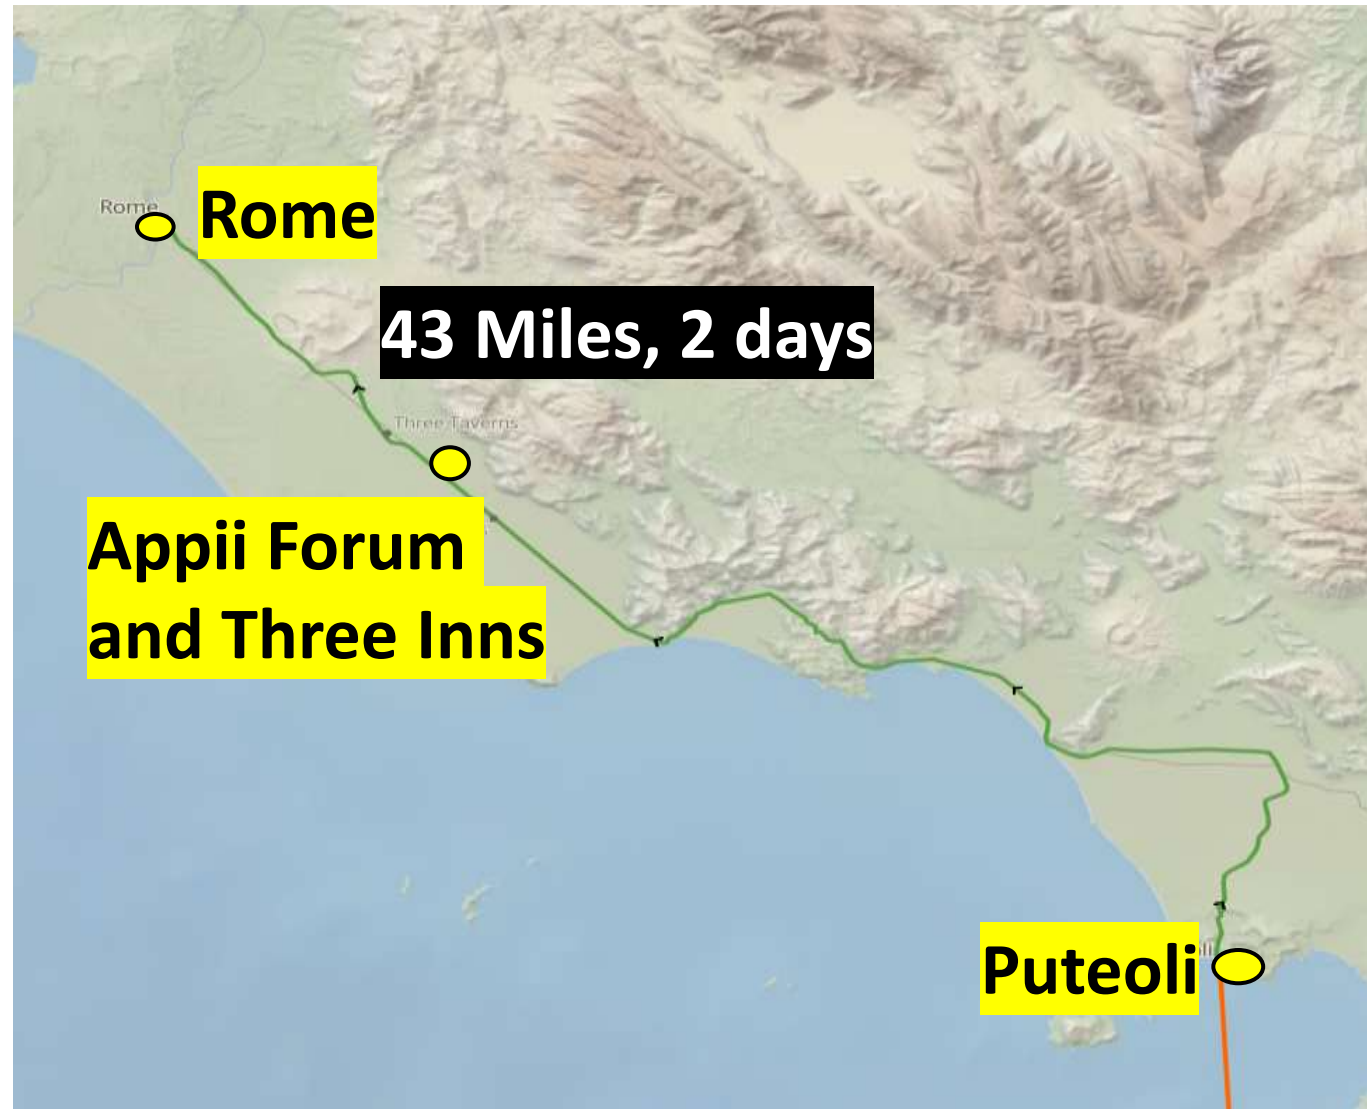 Rome
Rome
43 Miles, 2 days
Three Taverns
Appii Forum
and Three Inns
Puteoli